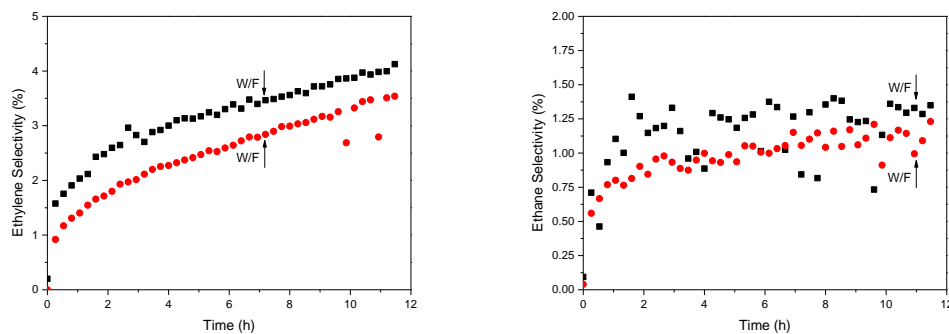 5
4
3
2
1
0
0 2 4 6 8 10 12
Ethylene Selectivity (%)
Time (h)
W/F
W/F
2.00
1.75
1.50
1.25
1.00
0.75
0.50
0.25
0.00
0 2 4 6 8 10 12
Ethane Selectivity (%)
Time (h)
W/F
W/F